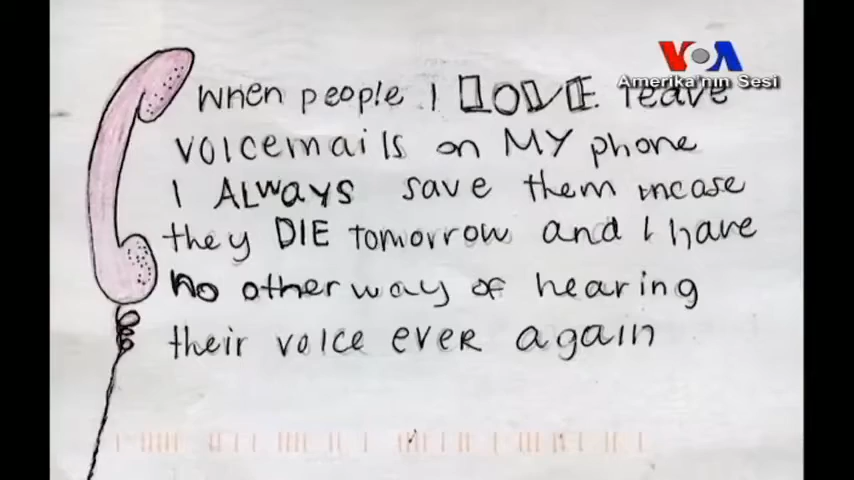 VOA
Amerika'nın Sesi
When people I LOVE leave
voicemails on MY phone
I ALWAYS save them incase
they DIE tomorrow and I have
no other way of hearing
their voice ever again